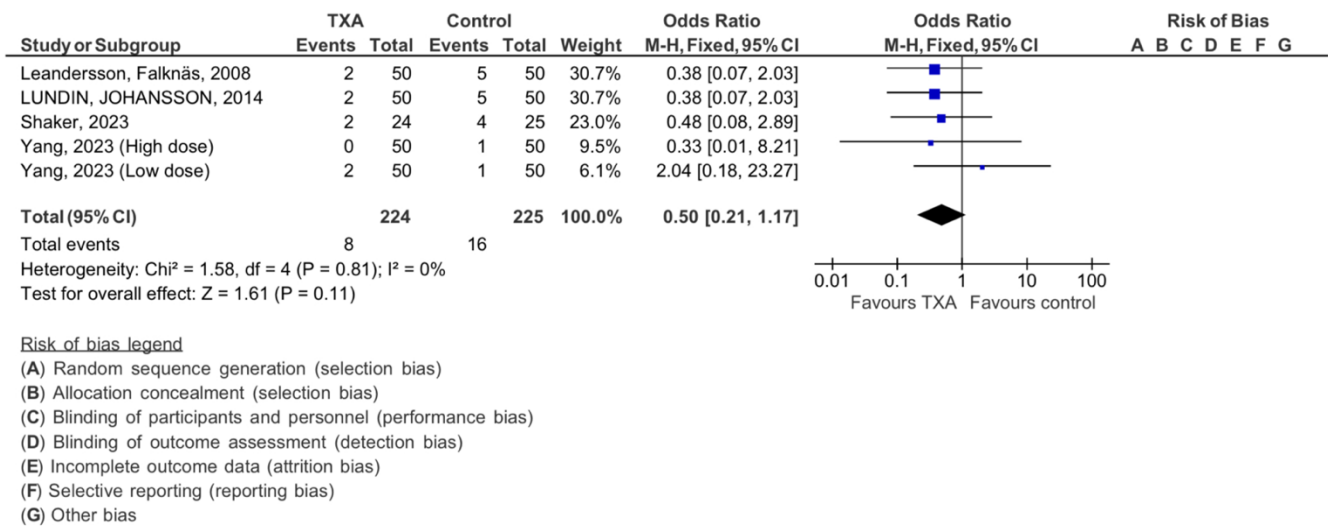 TXA Control Odds Ratio Odds Ratio Risk of Bias
Study or Subgroup Events Total Events Total Weight M-H, Fixed, 95% CI M-H, Fixed, 95% CI A B C D E F G
Leandersson, Falknäs, 2008 2 50 5 50 30.7% 0.38 [0.07, 2.03]
LUNDIN, JOHANSSON, 2014 2 50 5 50 30.7% 0.38 [0.07, 2.03]
Shaker, 2023 2 24 4 25 23.0% 0.48 [0.08, 2.89]
Yang, 2023 (High dose) 0 50 1 50 9.5% 0.33 [0.01, 8.21]
Yang, 2023 (Low dose) 2 50 1 50 6.1% 2.04 [0.18, 23.27]
Total (95% CI) 224 225 100.0% 0.50 [0.21, 1.17]
Total events 8 16
Heterogeneity: Chi² = 1.58, df = 4 (P = 0.81); I² = 0%
Test for overall effect: Z = 1.61 (P = 0.11)
0.01 0.1 1 10 100
Favours TXA Favours control
Risk of bias legend
(A) Random sequence generation (selection bias)
(B) Allocation concealment (selection bias)
(C) Blinding of participants and personnel (performance bias)
(D) Blinding of outcome assessment (detection bias)
(E) Incomplete outcome data (attrition bias)
(F) Selective reporting (reporting bias)
(G) Other bias